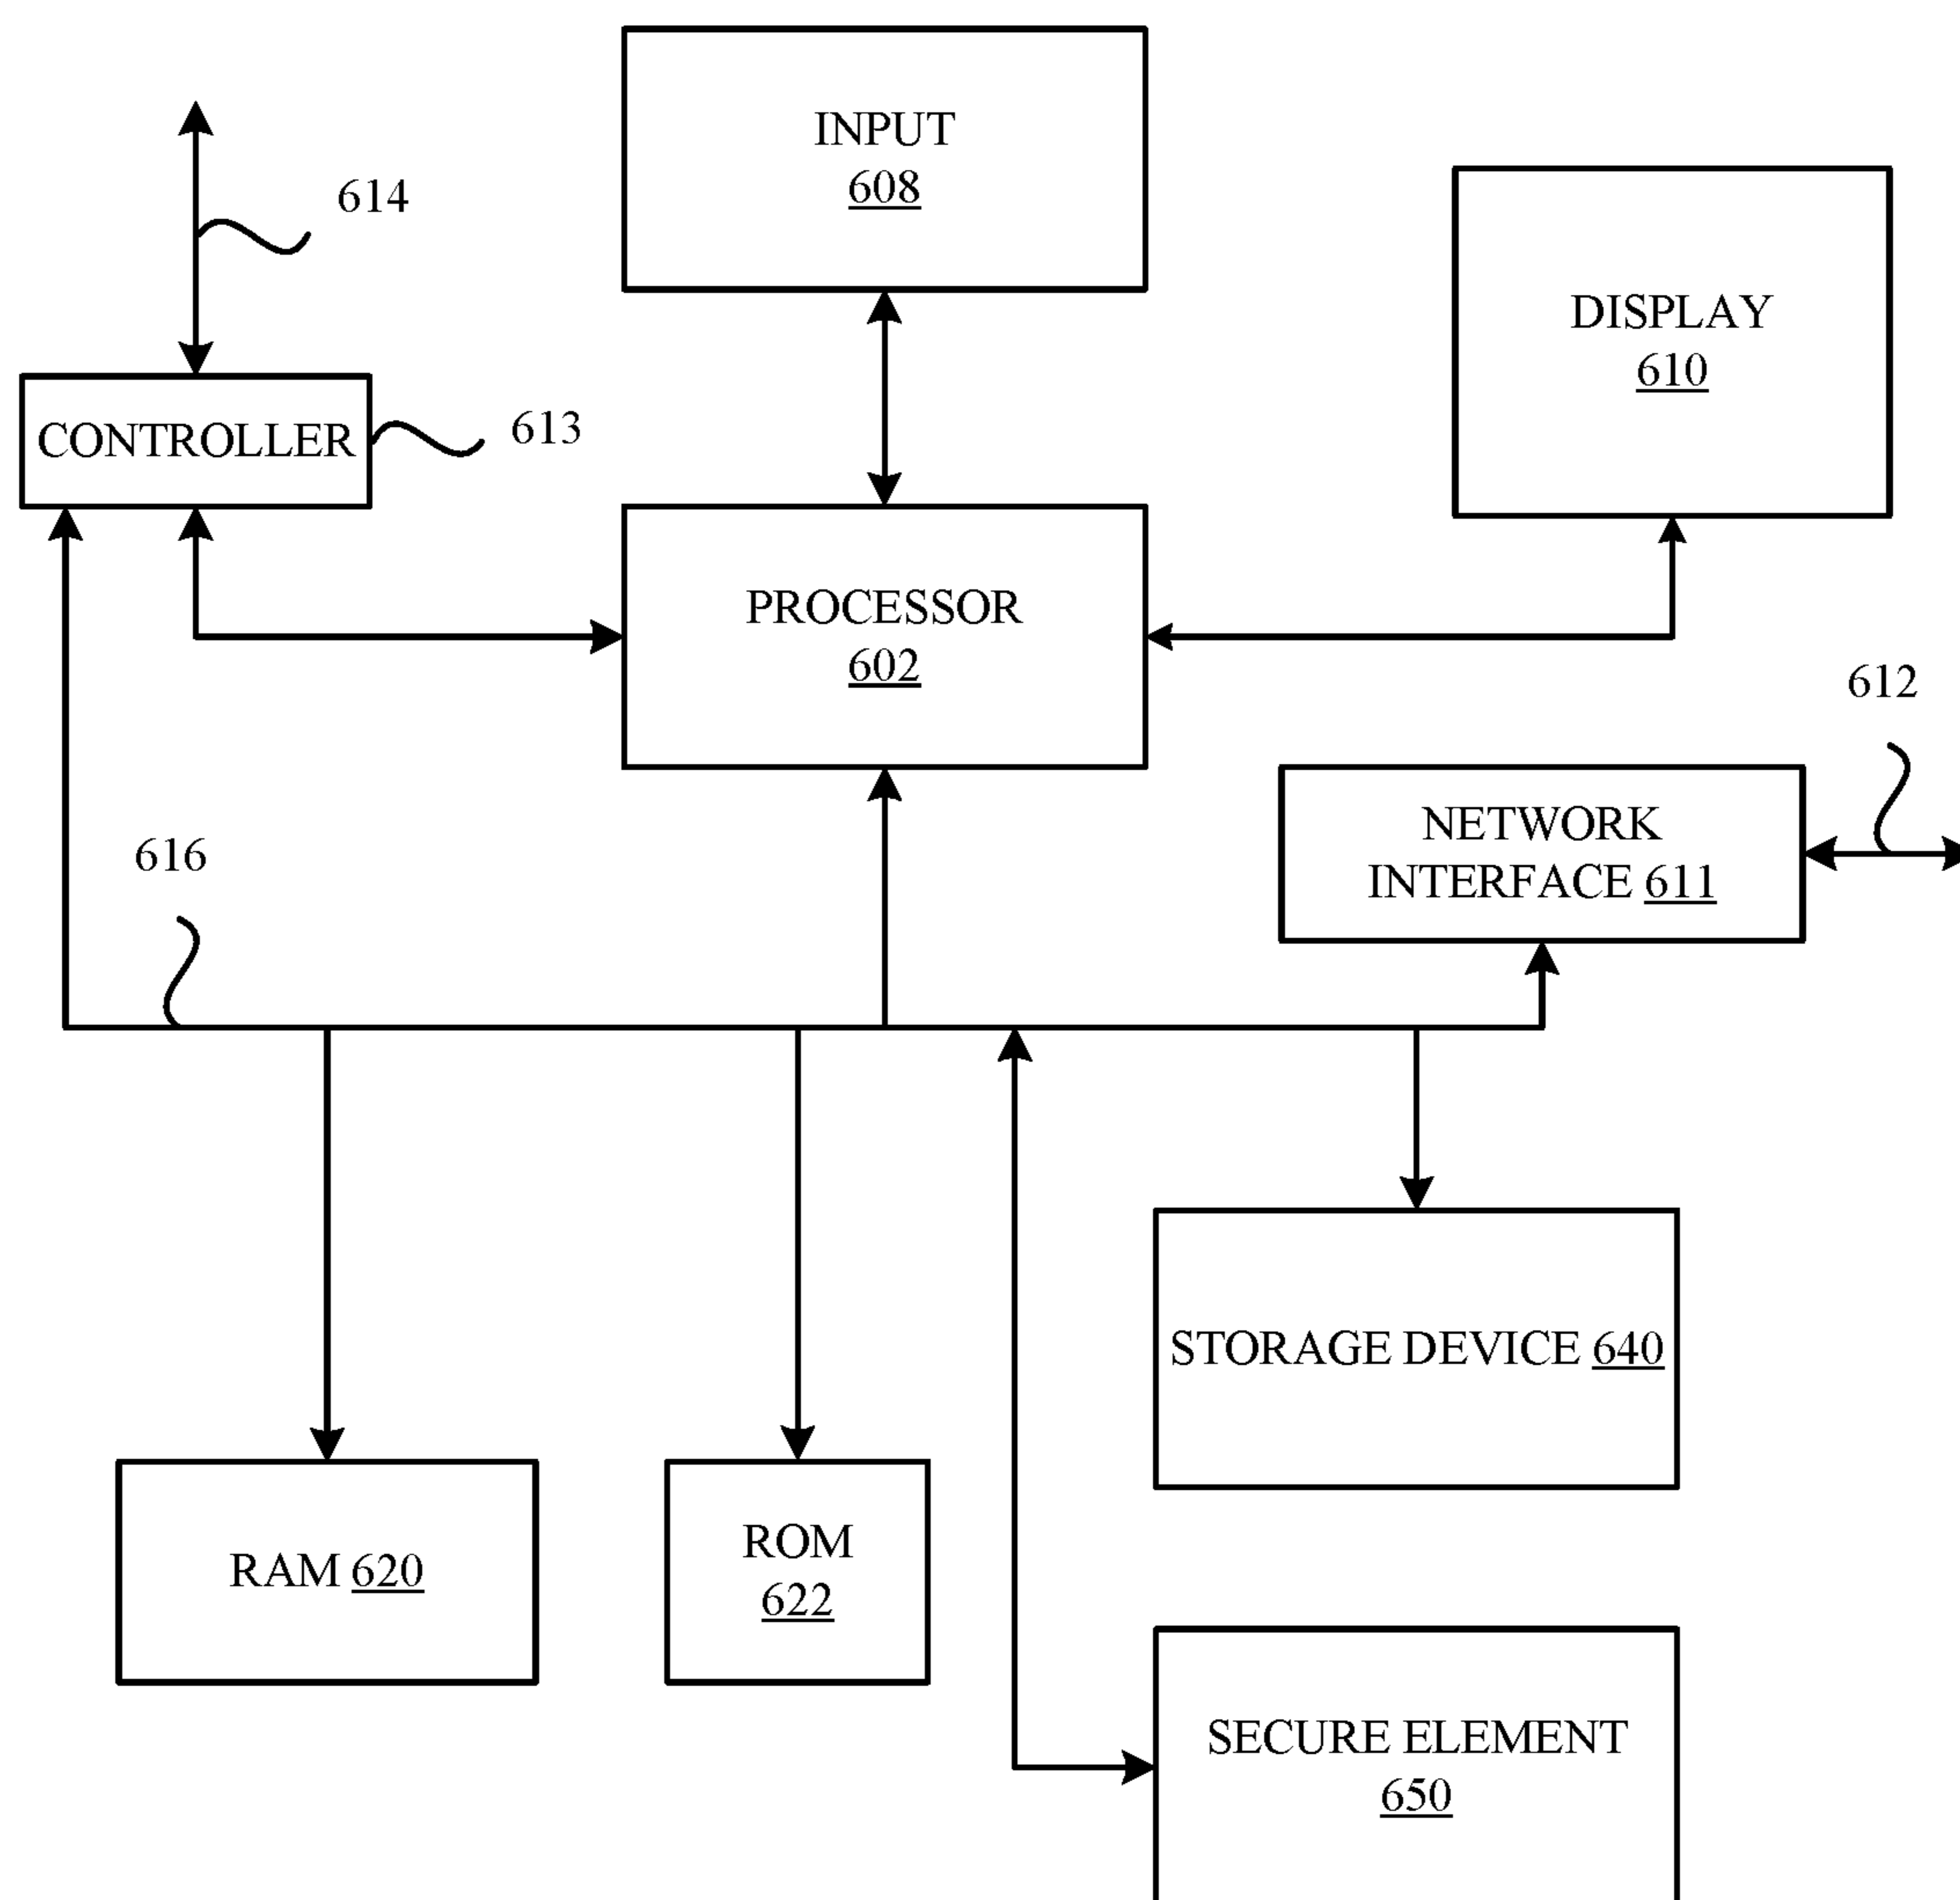 INPUT
608
614
DISPLAY
610
CONTROLLER
613
PROCESSOR
602
612
NETWORK
INTERFACE 611
616
STORAGE DEVICE 640
RAM 620
ROM
622
SECURE ELEMENT
650